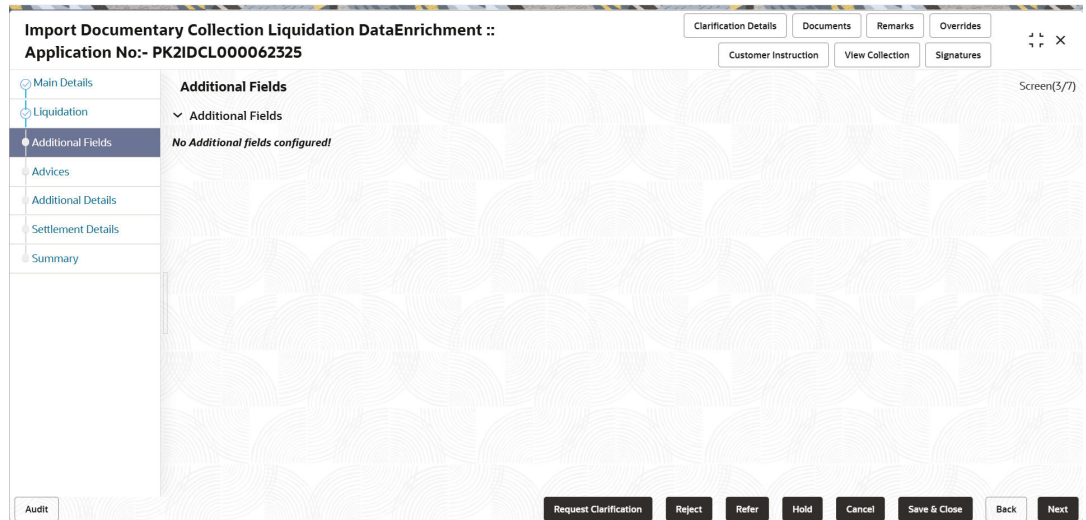 Import Documentary Collection Liquidation DataEnrichment ::
Application No:- PK2IDCL000062325
Clarification Details
Documents
Remarks
Overrides
Customer Instruction
View Collection
Signatures
Main Details
Liquidation
Additional Fields
Advices
Additional Details
Settlement Details
Summary
Additional Fields
Screen(3/7)
Additional Fields
No Additional fields configured!
Audit
Request Clarification
Reject
Refer
Hold
Cancel
Save & Close
Back
Next